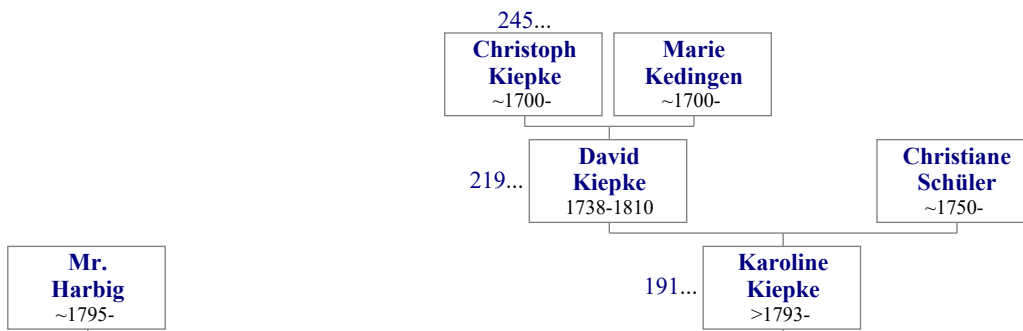 245...
Christoph
Kiepke
~1700-
Marie
Kedingen
~1700-
219...
David
Kiepke
1738-1810
Christiane
Schüler
~1750-
Mr.
Harbig
~1795-
191...
Karoline
Kiepke
>1793-